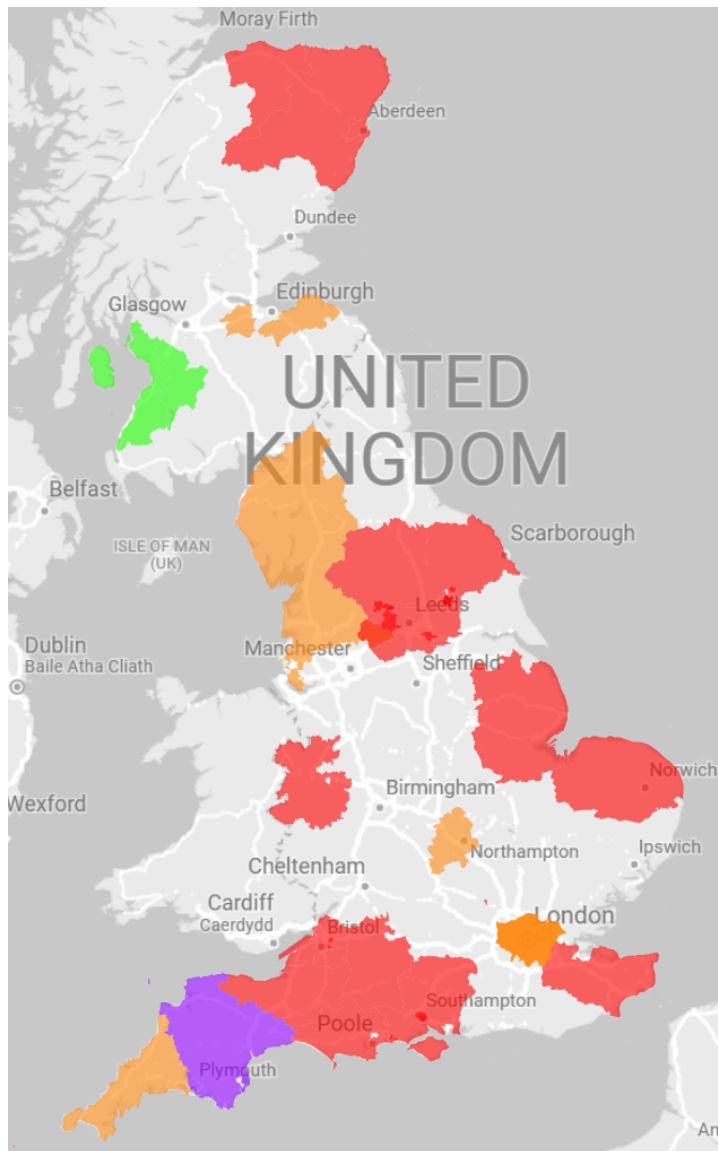 Moray Firth
Aberdeen
Dundee
Edinburgh
Glasgow
UNITED
KINGDOM
Belfast
ISLE OF MAN
(UK)
Scarborough
Leeds
Dublin
Baile Átha Cliath
Manchester
Sheffield
Norwich
Wexford
Birmingham
Northampton
Ipswich
Cheltenham
Cardiff
Caerdydd
London
Bristol
Southampton
Poole
Plymouth
An